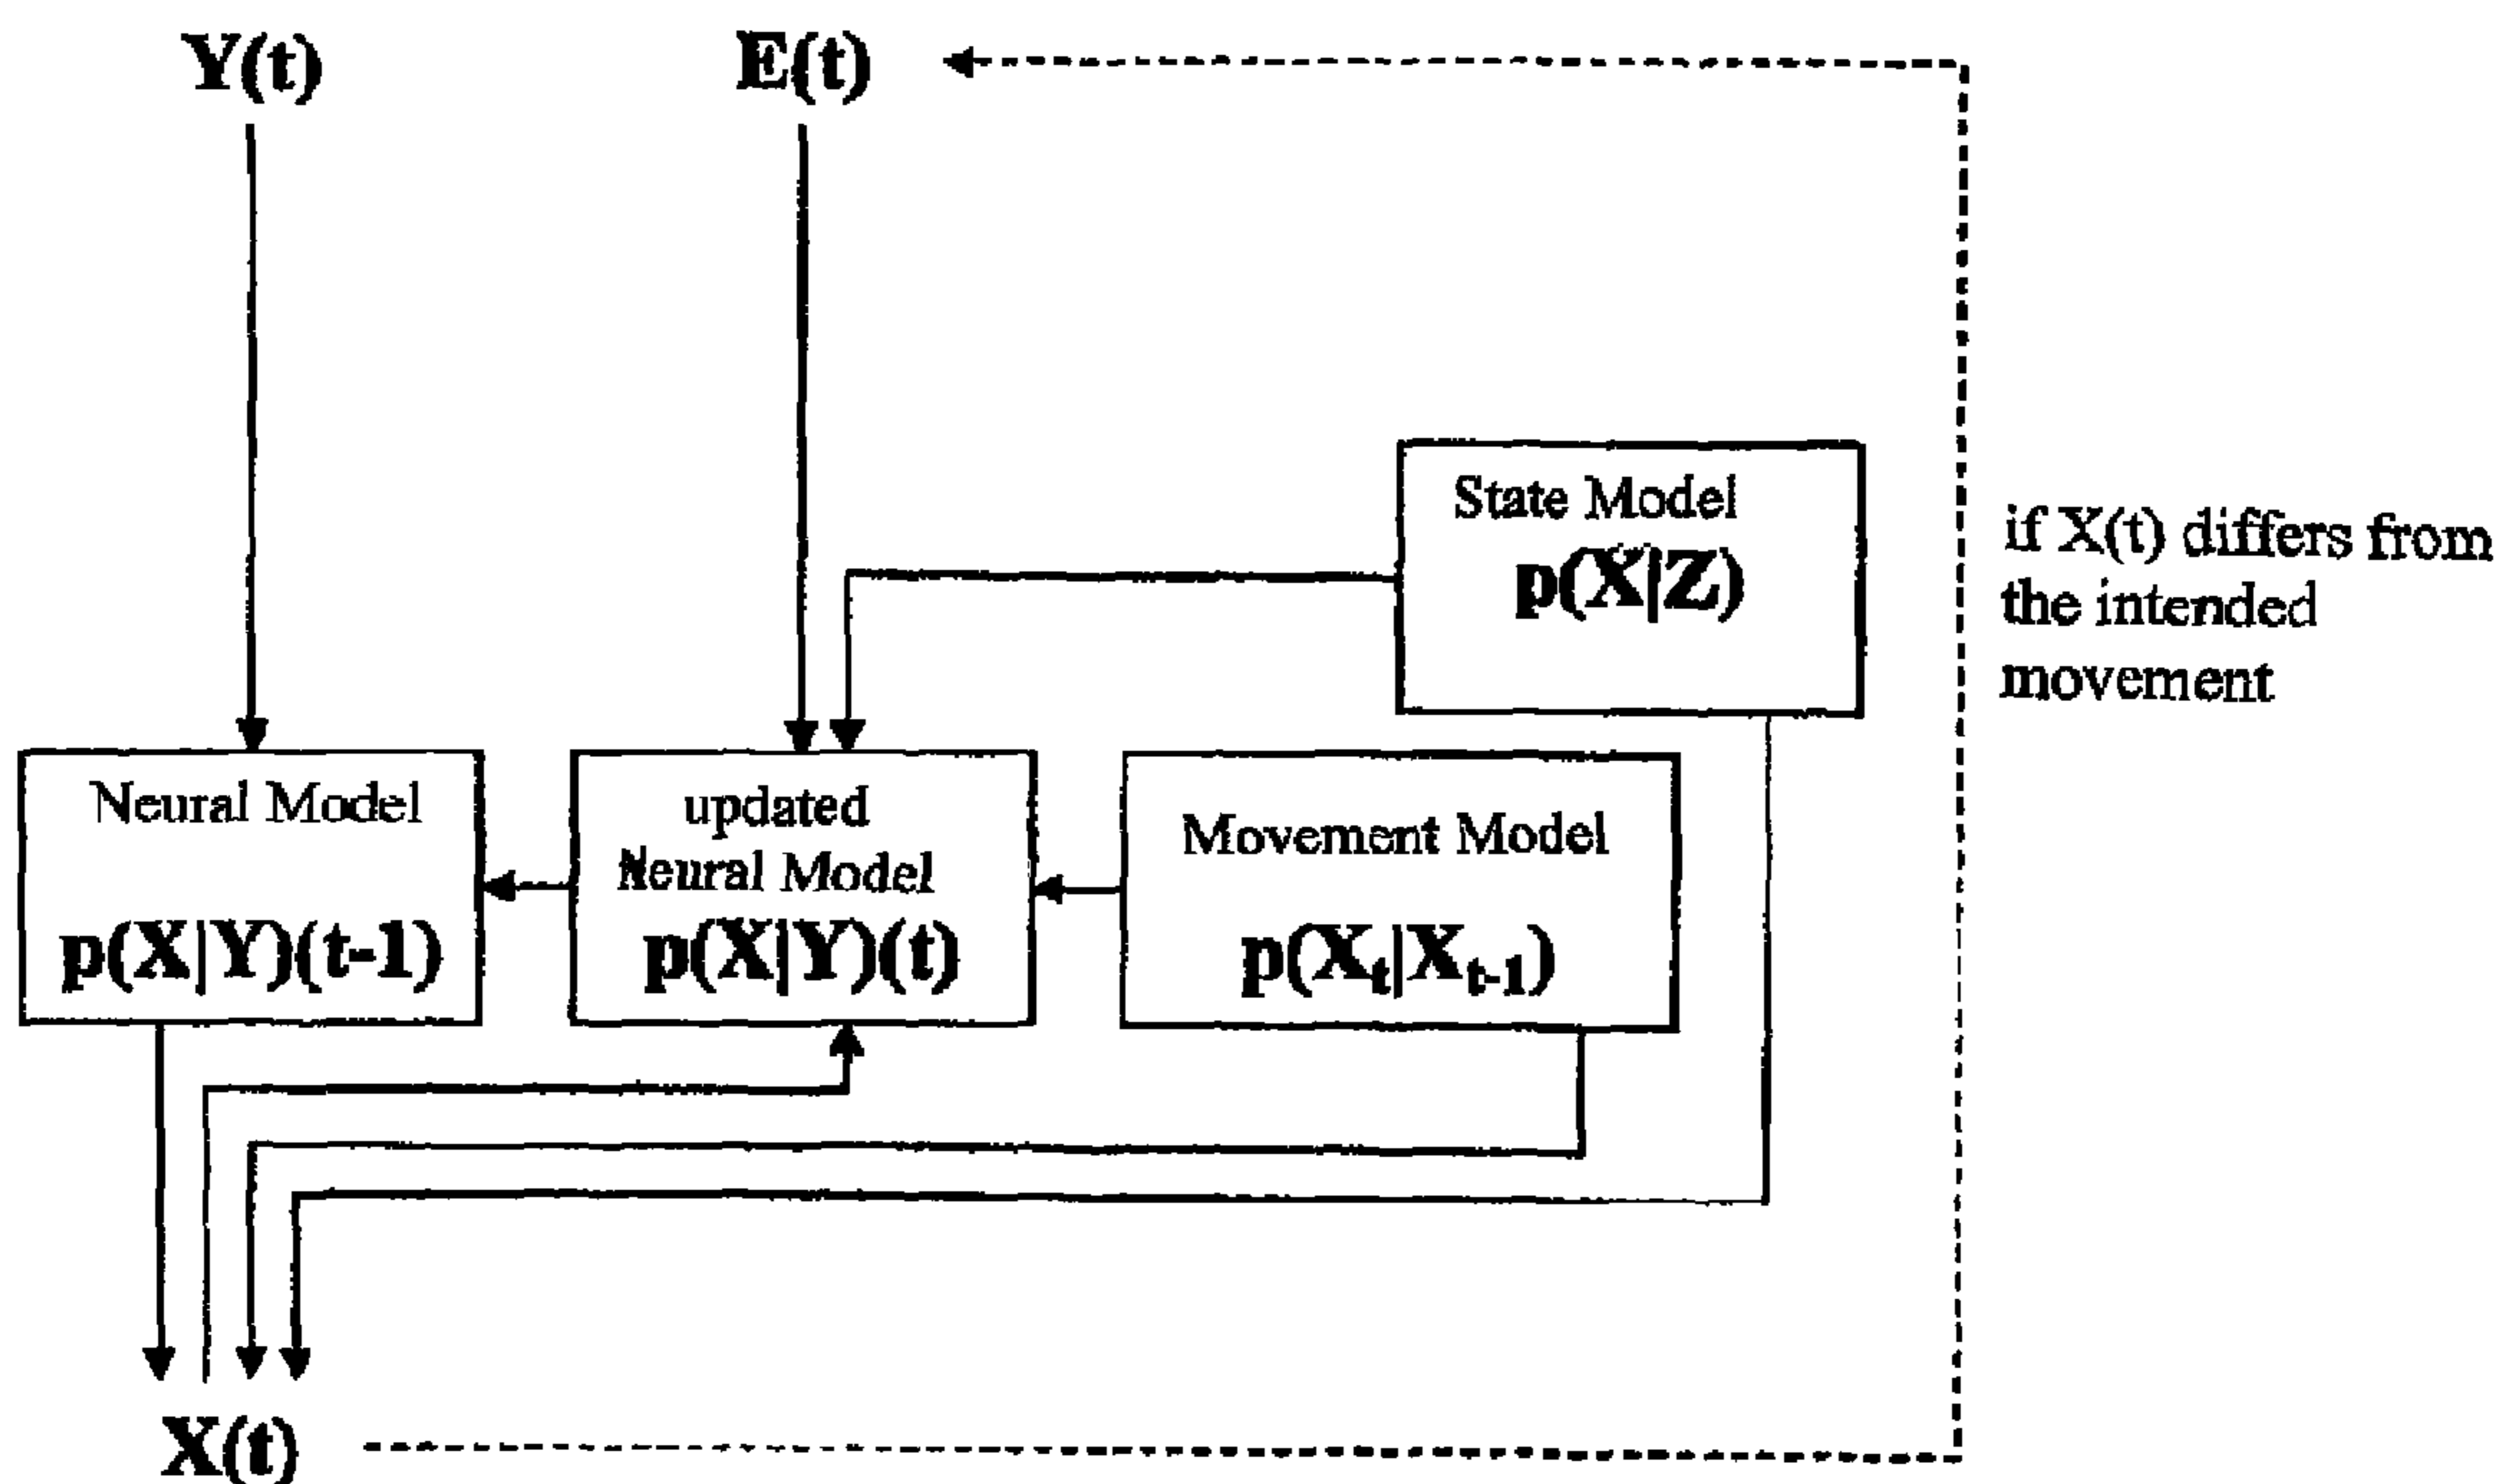 Y(t)
E(t)
State Model
p(X|Z)
if X(t) differs from
the intended
movement
Neural Model
p(X|Y)(t-1)
updated
Neural Model
p(X|Y)(t)
Movement Model
p(Xₜ|Xₜ₋₁)
X(t)